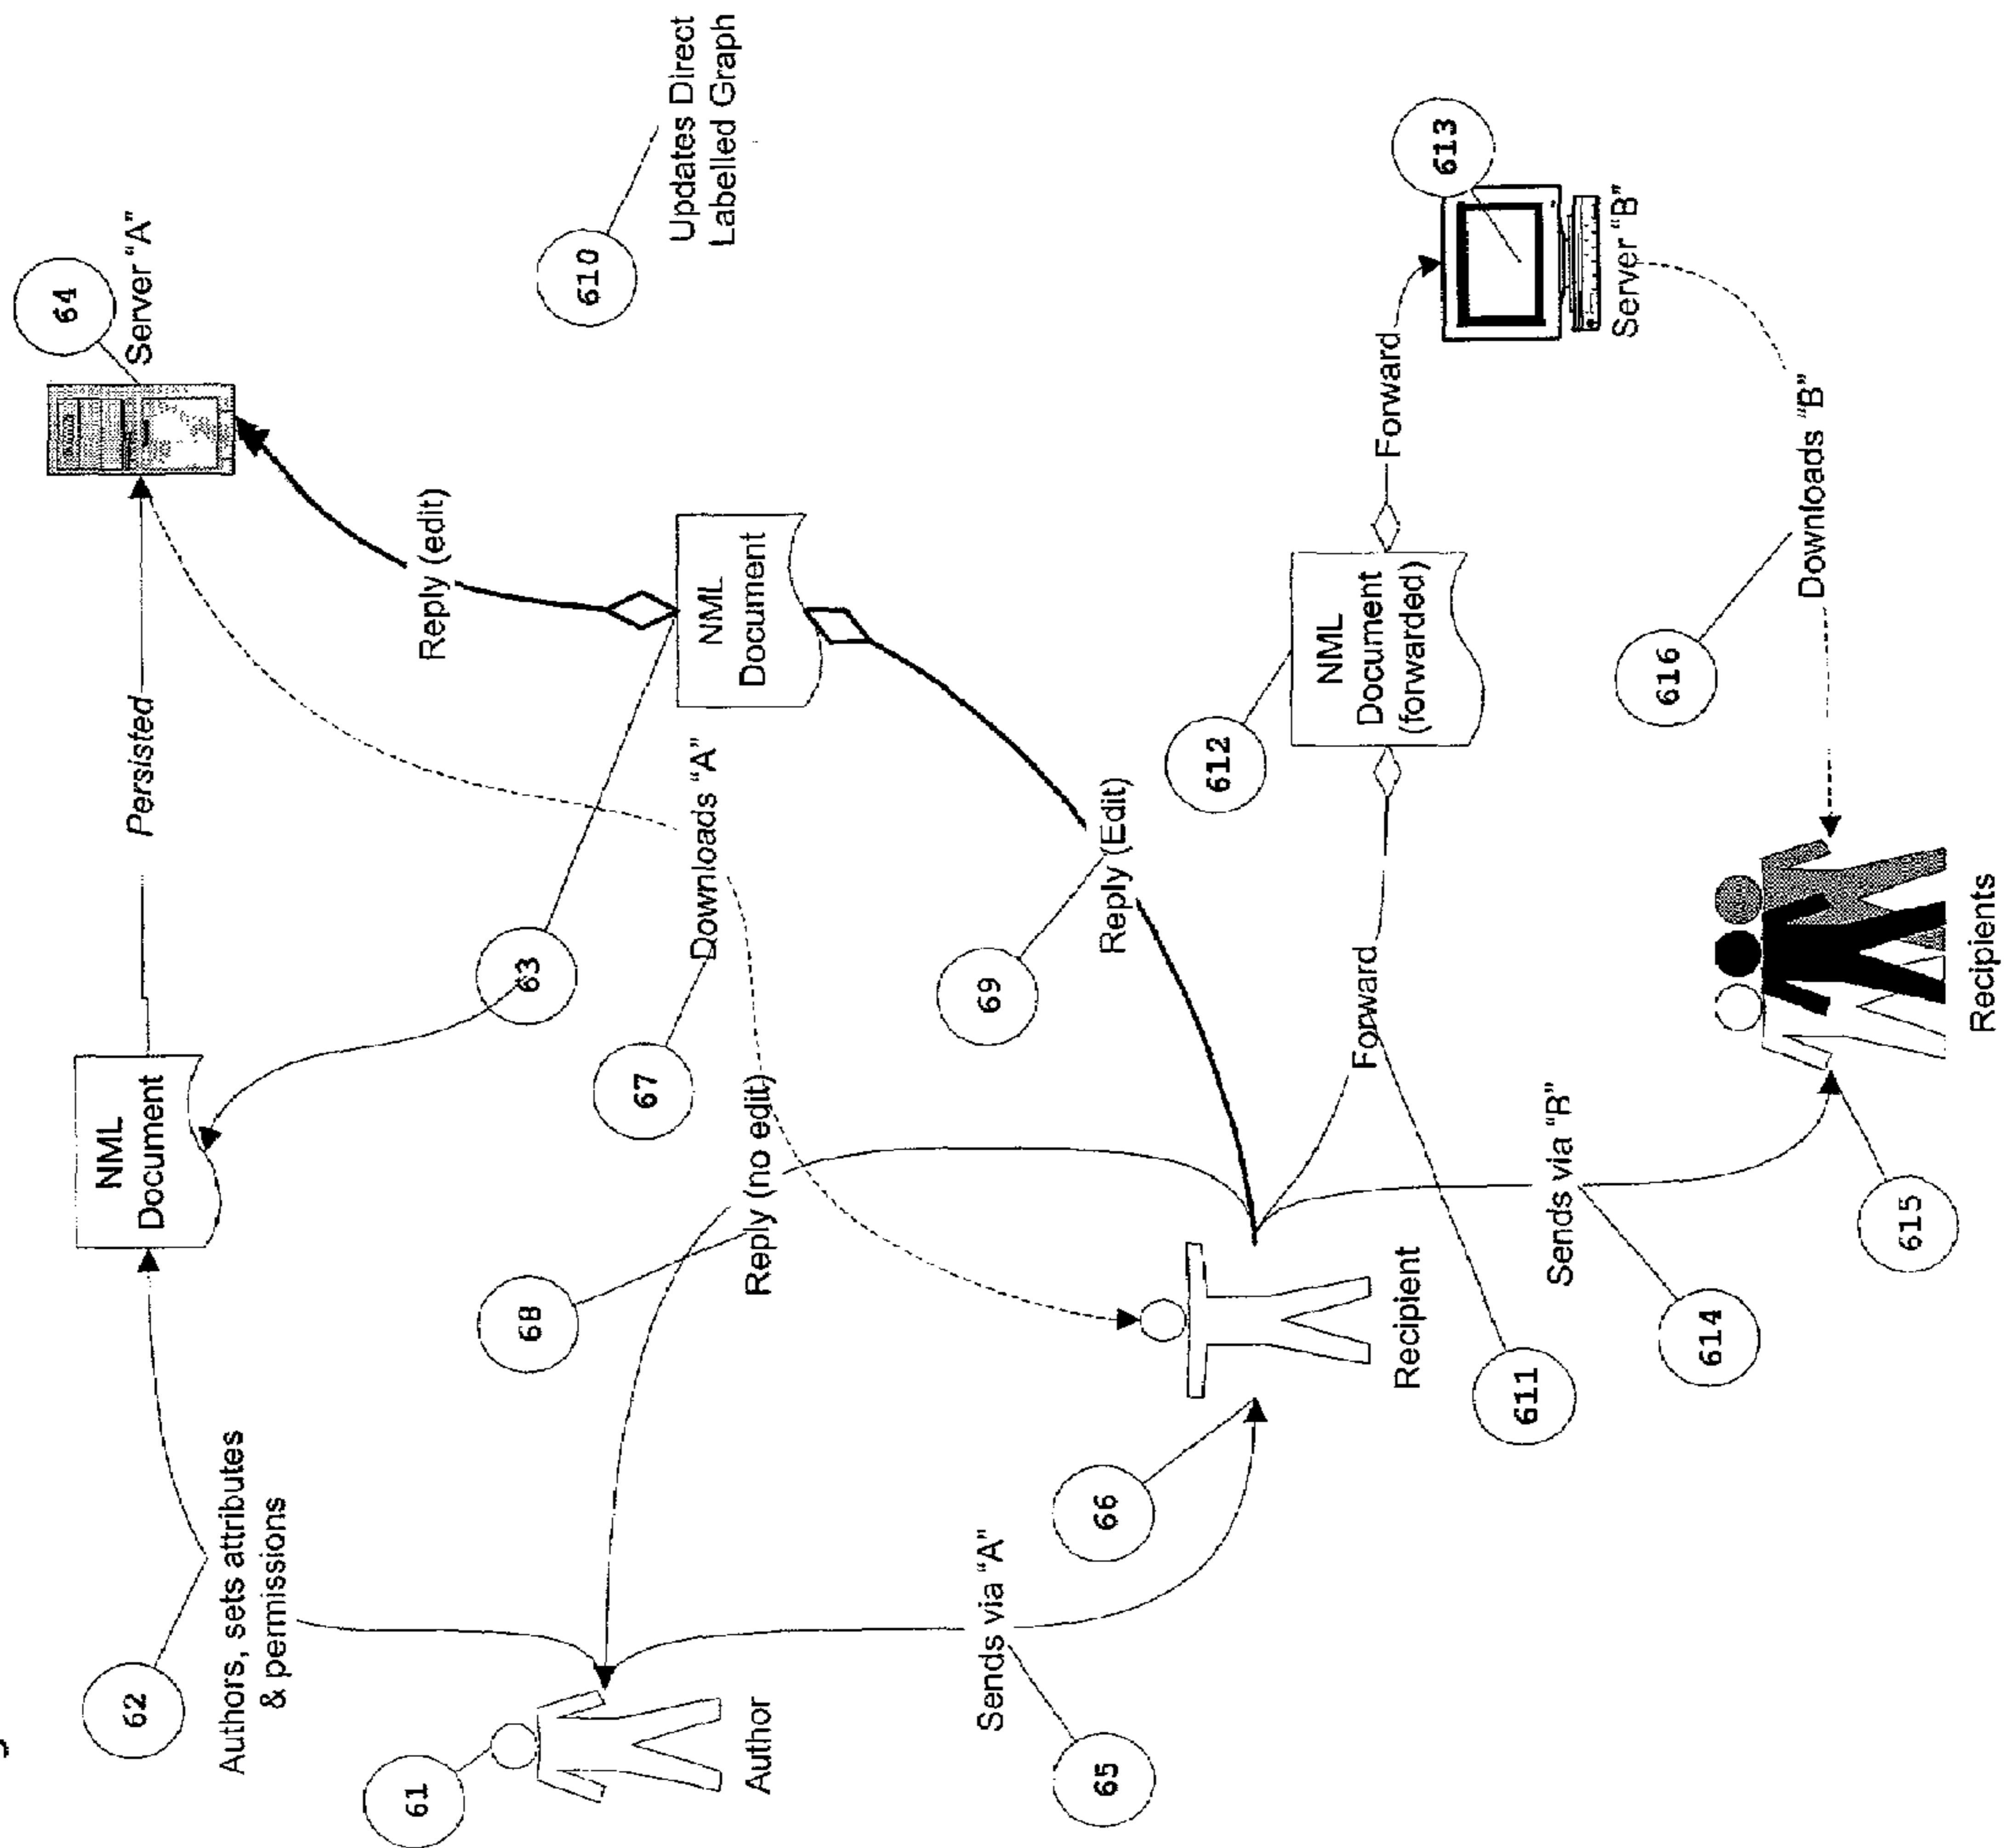 64
62
NML
Document
Persisted
Server "A"
Authors, sets attributes
& permissions
61
Reply (edit)
68
63
610
67
Updates Direct
Labelled Graph
Downloads "A"
NML
Document
Author
Reply (no edit)
69
Sends via "A"
65
66
Reply (Edit)
612
NML
Document
(forwarded)
Forward
Forward
Recipient
613
611
Sends via "B"
Server "B"
616
614
Downloads "B"
615
Recipients